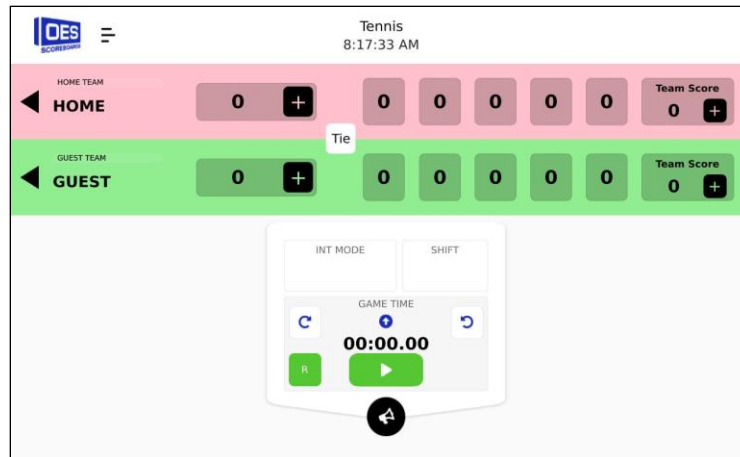 OES
SCOREBOARDS
Tennis
8:17:33 AM
HOME TEAM
HOME
0 +
0 0 0 0 0
Team Score
0 +
Tie
GUEST TEAM
GUEST
0 +
0 0 0 0 0
Team Score
0 +
INT MODE
SHIFT
GAME TIME
00:00.00
R